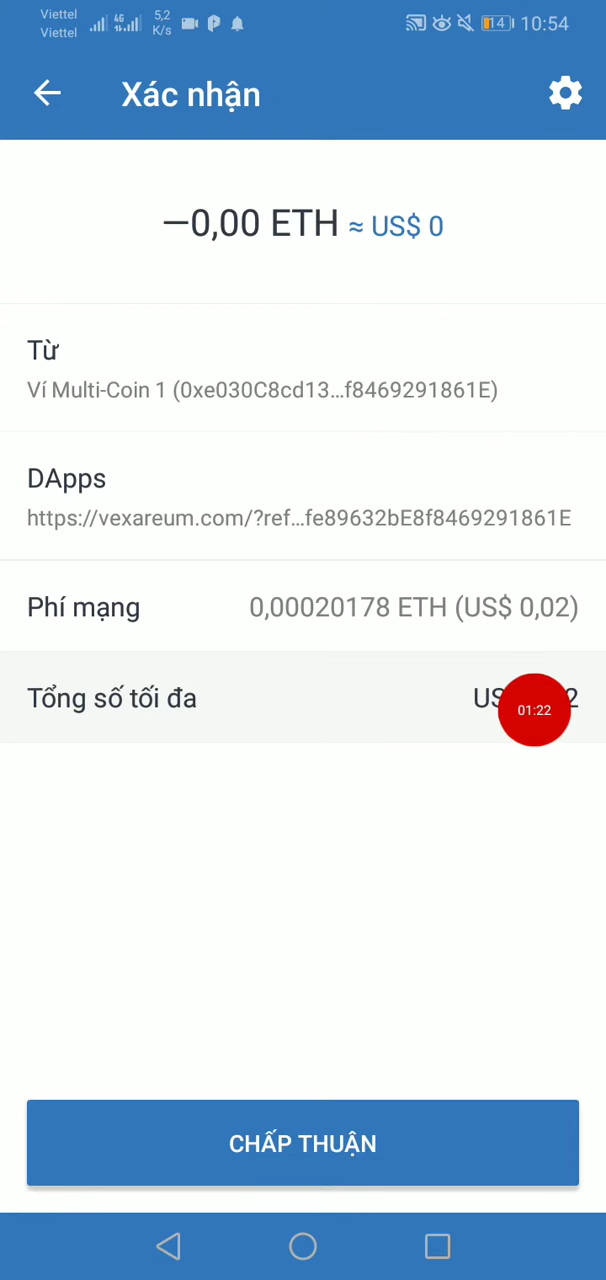 Viettel
Viettel
4G
5,2
K/s
14
10:54
Xác nhận
—0,00 ETH ≈ US$ 0
Từ
Ví Multi-Coin 1 (0xe030C8cd13…f8469291861E)
DApps
https://vexareum.com/?ref…fe89632bE8f8469291861E
Phí mạng 0,00020178 ETH (US$ 0,02)
Tổng số tối đa
01:22
CHẤP THUẬN